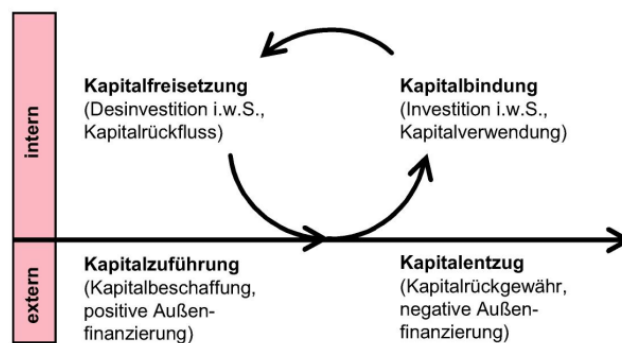 intern
Kapitalfreisetzung
(Desinvestition i.w.S.,
Kapitalrückfluss)
Kapitalbindung
(Investition i.w.S.,
Kapitalverwendung)
extern
Kapitalzuführung
(Kapitalbeschaffung,
positive Außen-
finanzierung)
Kapitalentzug
(Kapitalrückgewähr,
negative Außen-
finanzierung)